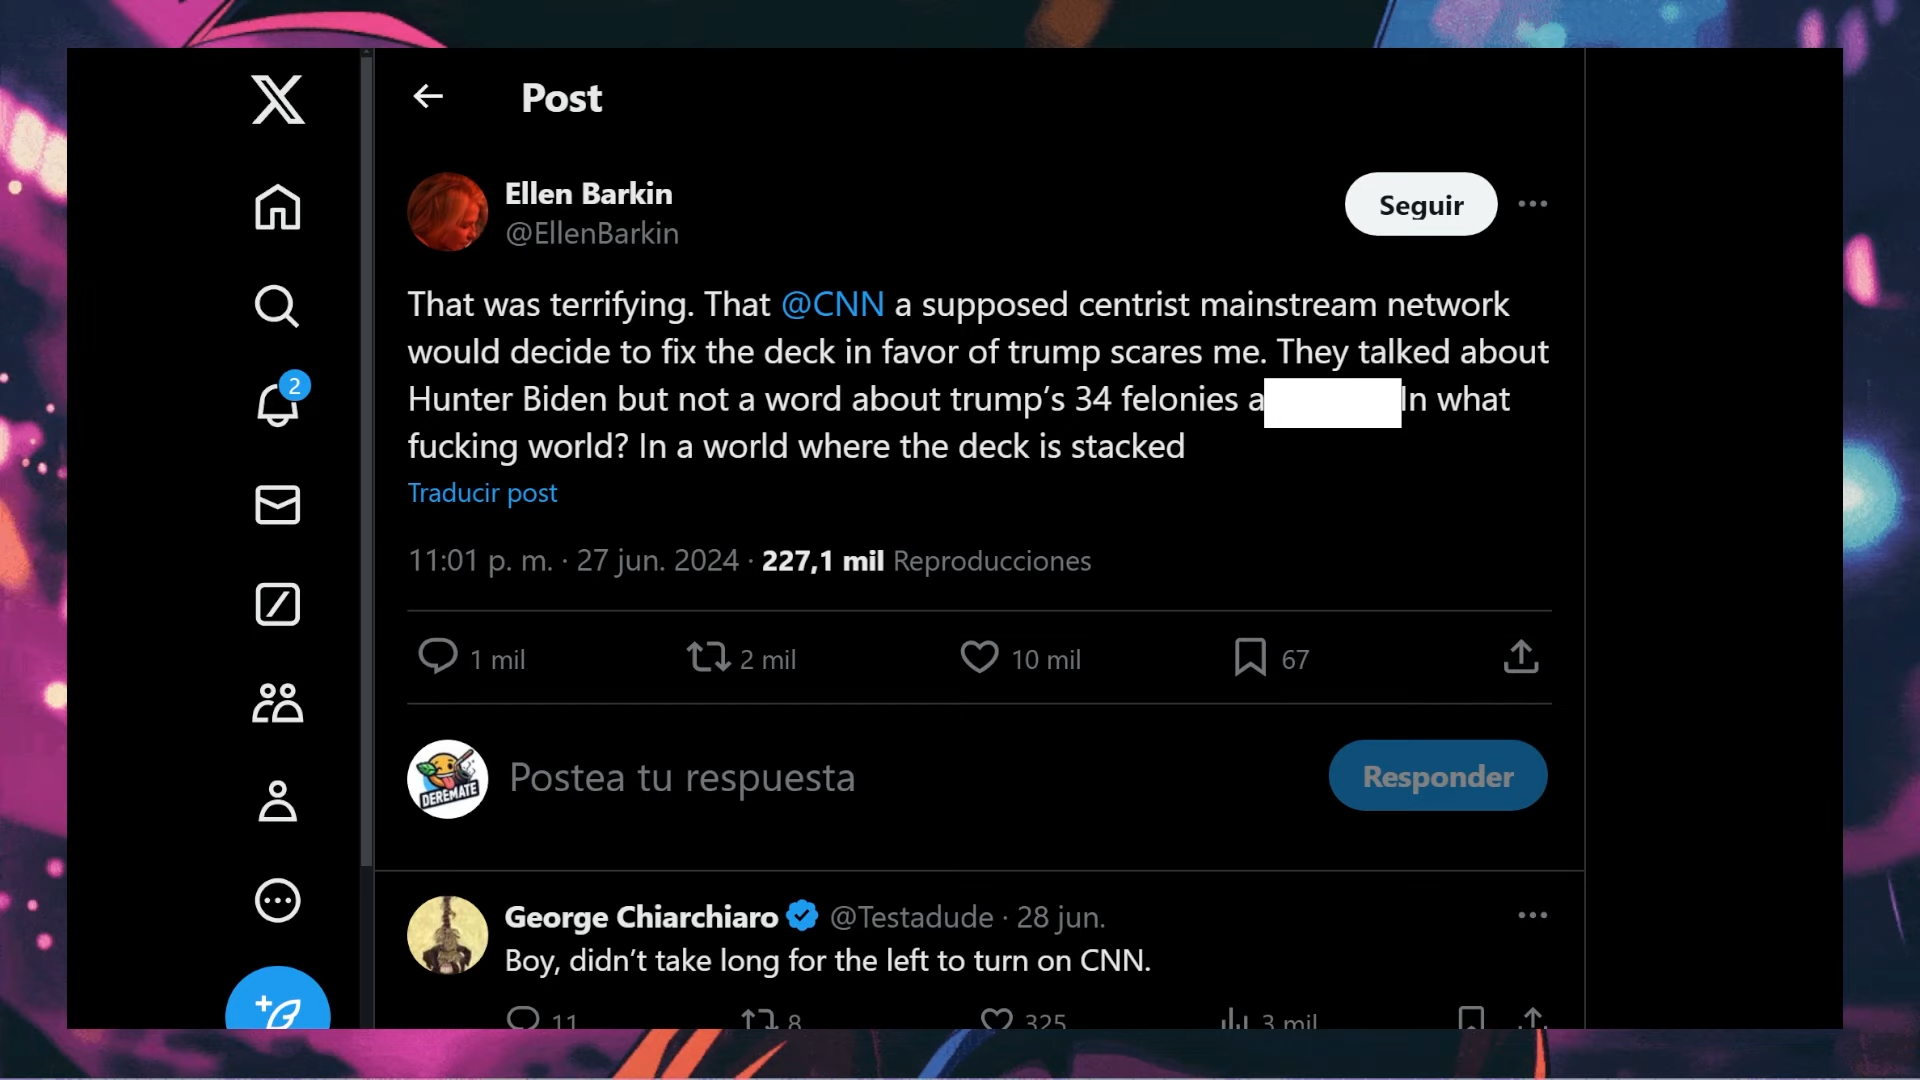 Post
Ellen Barkin
@EllenBarkin
Seguir
That was terrifying. That @CNN a supposed centrist mainstream network
would decide to fix the deck in favor of trump scares me. They talked about
Hunter Biden but not a word about trump’s 34 felonies a In what
fucking world? In a world where the deck is stacked
Traducir post
11:01 p. m. · 27 jun. 2024 · 227,1 mil Reproducciones
1 mil 2 mil 10 mil 67
2
DEREMATE
Postea tu respuesta
Responder
George Chiarchiaro @Testadude · 28 jun.
Boy, didn’t take long for the left to turn on CNN.
11 8 325 3 mil